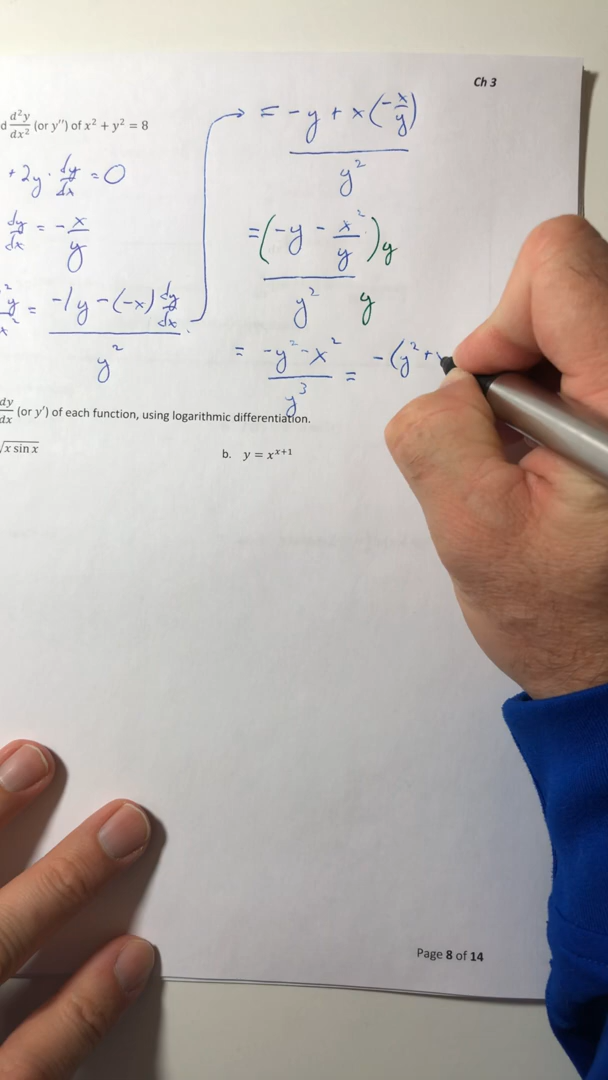 Ch 3
d d²y/dx² (or y″) of x² + y² = 8
+2y · dy/dx = 0
dy/dx = -x/y
= (-1y - (-x) dy/dx) / y²
= (-y + x(-x/y)) / y²
= (-y - x²/y)y / y² y
= (-y² - x²) / y³ = -(y² +
dy/dx (or y′) of each function, using logarithmic differentiation.
√x sin x
b. y = x^(x+1)
Page 8 of 14